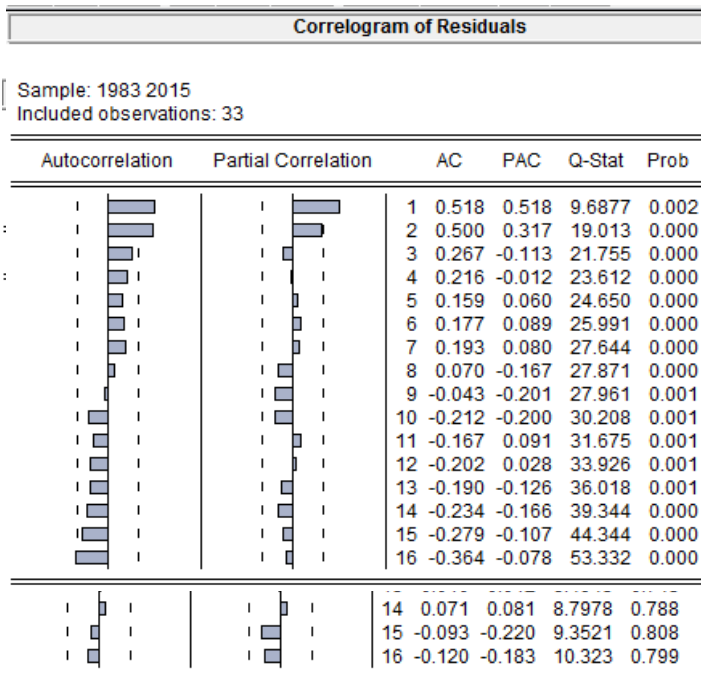 Correlogram of Residuals
Sample: 1983 2015
Included observations: 33
Autocorrelation Partial Correlation AC PAC Q-Stat Prob
1 0.518 0.518 9.6877 0.002
2 0.500 0.317 19.013 0.000
3 0.267 -0.113 21.755 0.000
4 0.216 -0.012 23.612 0.000
5 0.159 0.060 24.650 0.000
6 0.177 0.089 25.991 0.000
7 0.193 0.080 27.644 0.000
8 0.070 -0.167 27.871 0.000
9 -0.043 -0.201 27.961 0.001
10 -0.212 -0.200 30.208 0.001
11 -0.167 0.091 31.675 0.001
12 -0.202 0.028 33.926 0.001
13 -0.190 -0.126 36.018 0.001
14 -0.234 -0.166 39.344 0.000
15 -0.279 -0.107 44.344 0.000
16 -0.364 -0.078 53.332 0.000
14 0.071 0.081 8.7978 0.788
15 -0.093 -0.220 9.3521 0.808
16 -0.120 -0.183 10.323 0.799